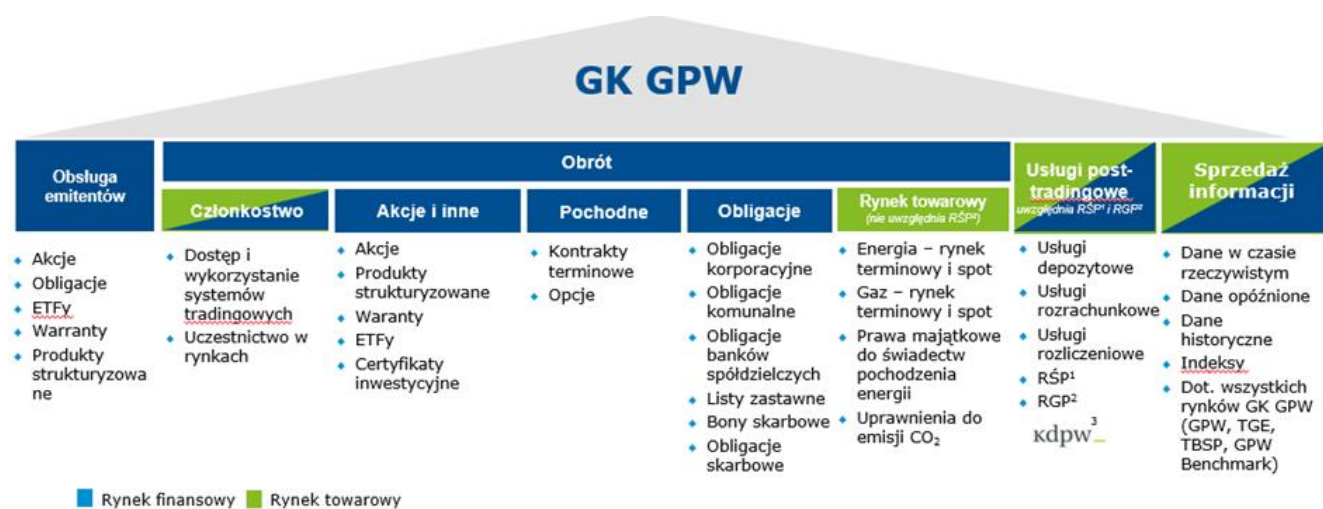 GK GPW
Obsługa
emitentów
Akcje
Obligacje
ETFy
Warranty
Produkty
strukturyzowa
ne
Obrót
Członkostwo
Dostęp i
wykorzystanie
systemów
tradingowych
Uczestnictwo w
rynkach
Akcje i inne
Akcje
Produkty
strukturyzowane
Waranty
ETFy
Certyfikaty
inwestycyjne
Pochodne
Kontrakty
terminowe
Opcje
Obligacje
Obligacje
korporacyjne
Obligacje
komunalne
Obligacje
banków
spółdzielczych
Listy zastawne
Bony skarbowe
Obligacje
skarbowe
Rynek towarowy
(nie uwzględnia RŚP¹)
Energia – rynek
terminowy i spot
Gaz – rynek
terminowy i spot
Prawa majątkowe
do świadectw
pochodzenia
energii
Uprawnienia do
emisji CO₂
Usługi post-
tradingowe
uwzględnia RŚP¹ i RGP²
Usługi
depozytowe
Usługi
rozrachunkowe
Usługi
rozliczeniowe
RŚP¹
RGP²
kdpw³
Sprzedaż
informacji
Dane w czasie
rzeczywistym
Dane opóźnione
Dane
historyczne
Indeksy
Dot. wszystkich
rynków GK GPW
(GPW, TGE,
TBSP, GPW
Benchmark)
Rynek finansowy
Rynek towarowy